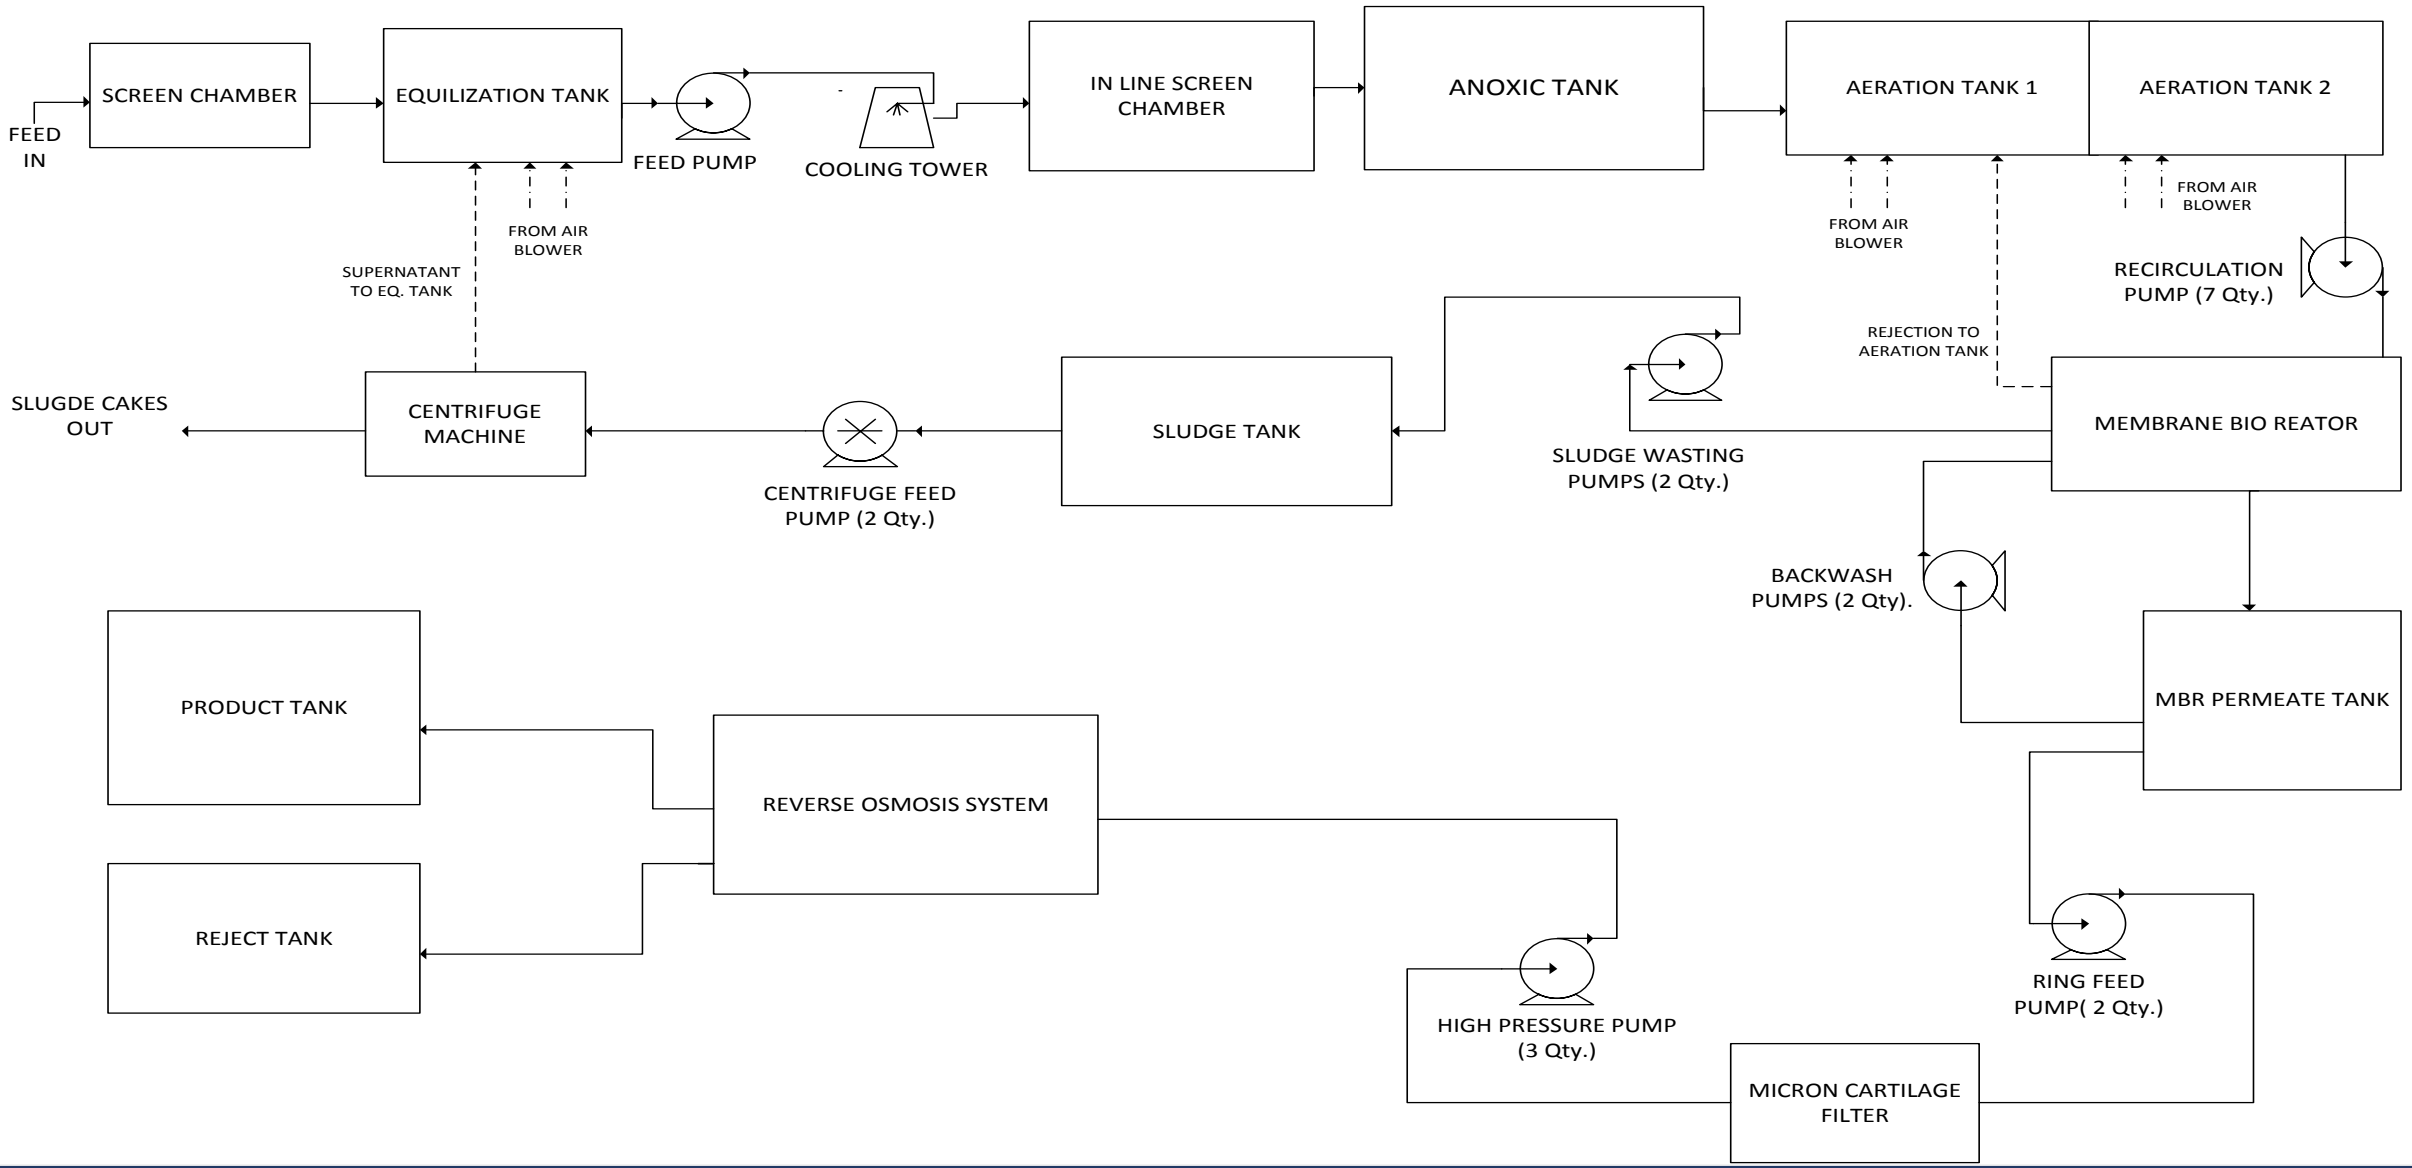 SCREEN CHAMBER
EQUILIZATION TANK
FEED
IN
FEED PUMP
COOLING TOWER
IN LINE SCREEN
CHAMBER
ANOXIC TANK
AERATION TANK 1
AERATION TANK 2
FROM AIR
BLOWER
FROM AIR
BLOWER
FROM AIR
BLOWER
SUPERNATANT
TO EQ. TANK
RECIRCULATION
PUMP (7 Qty.)
REJECTION TO
AERATION TANK
SLUGDE CAKES
OUT
CENTRIFUGE
MACHINE
CENTRIFUGE FEED
PUMP (2 Qty.)
SLUDGE TANK
SLUDGE WASTING
PUMPS (2 Qty.)
MEMBRANE BIO REATOR
BACKWASH
PUMPS (2 Qty).
MBR PERMEATE TANK
PRODUCT TANK
REVERSE OSMOSIS SYSTEM
REJECT TANK
HIGH PRESSURE PUMP
(3 Qty.)
RING FEED
PUMP( 2 Qty.)
MICRON CARTILAGE
FILTER